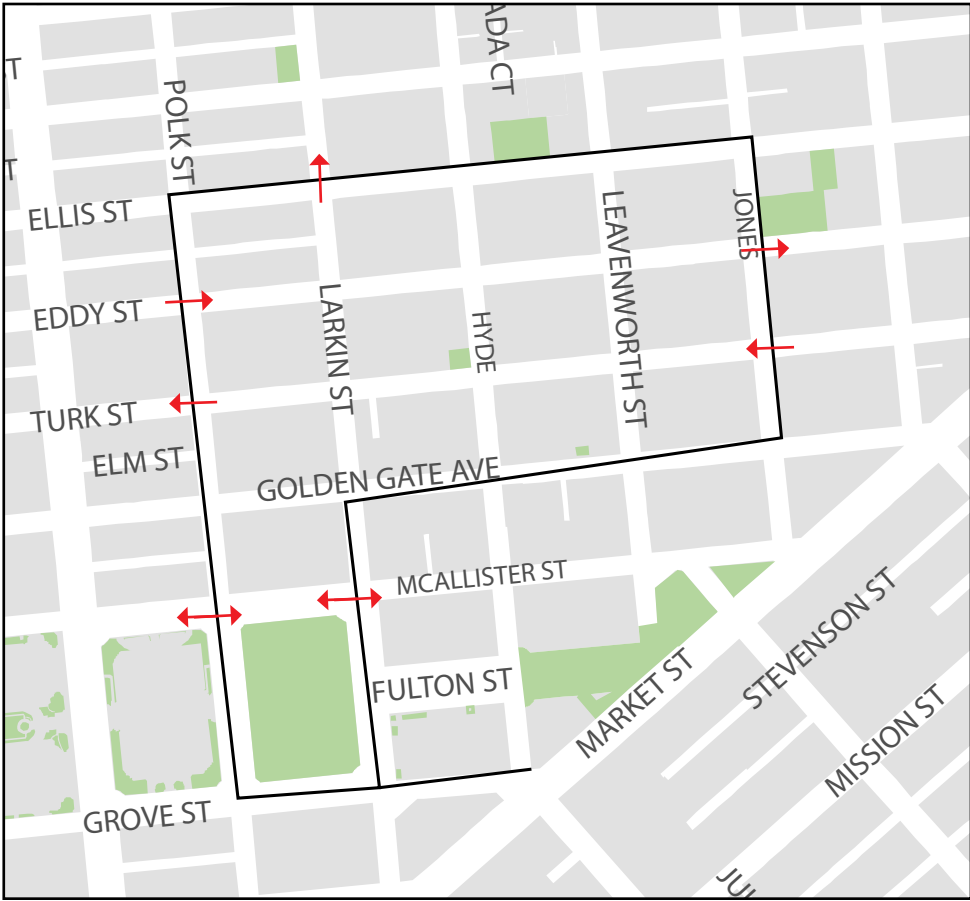 ADA CT
T
POLK ST
T
ELLIS ST
JONES
LEAVENWORTH ST
EDDY ST
LARKIN ST
HYDE
TURK ST
ELM ST
GOLDEN GATE AVE
MCALLISTER ST
STEVENSON ST
FULTON ST
MARKET ST
MISSION ST
GROVE ST
JU